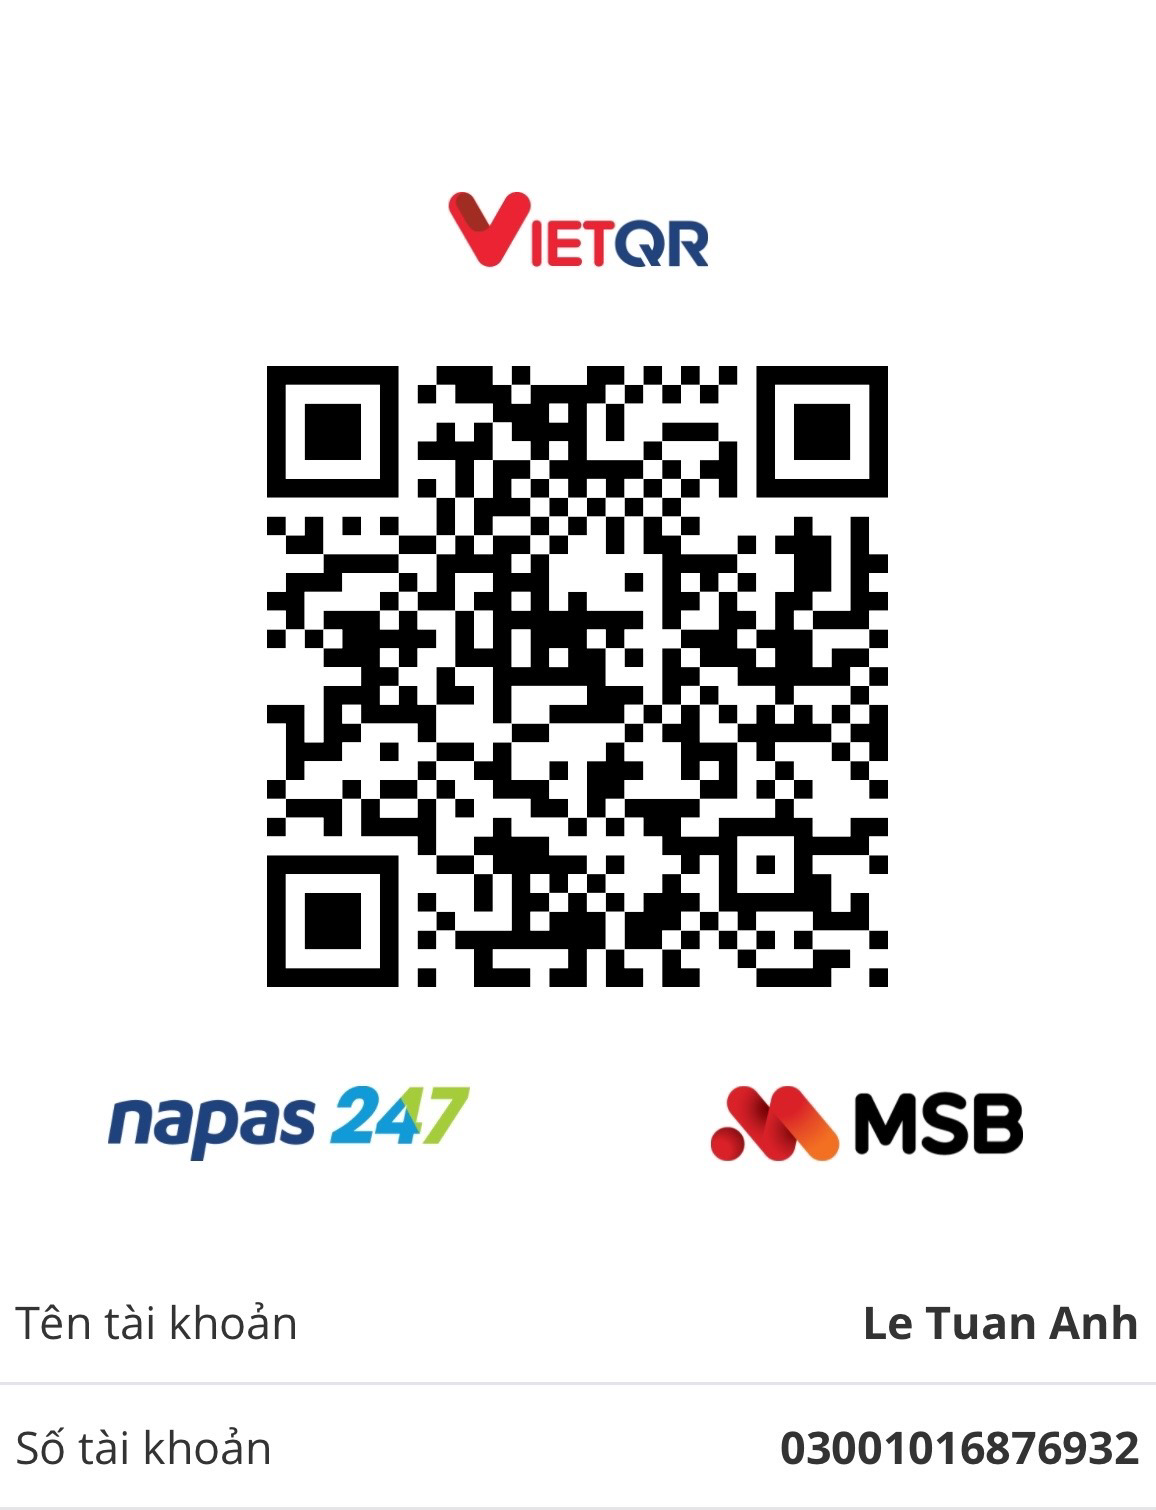 VIETQR
napas 247
MSB
Tên tài khoản Le Tuan Anh
Số tài khoản 03001016876932